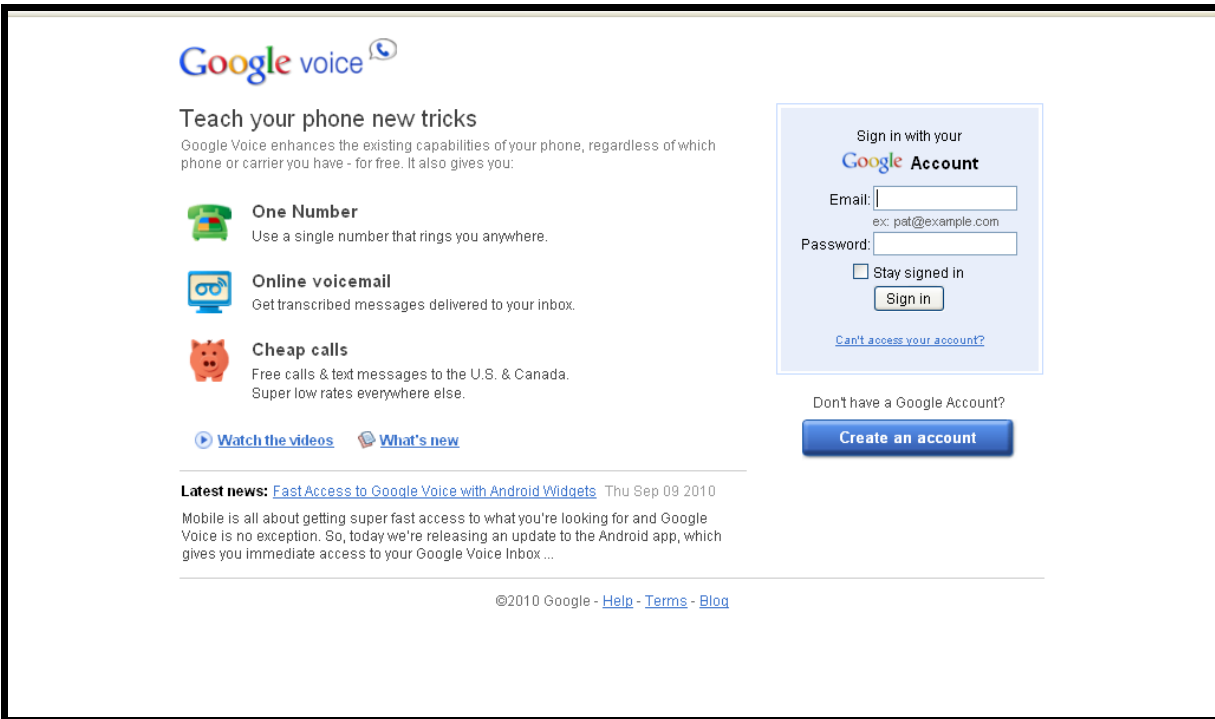 Google voice
Teach your phone new tricks
Google Voice enhances the existing capabilities of your phone, regardless of which
phone or carrier you have - for free. It also gives you:
One Number
Use a single number that rings you anywhere.
Online voicemail
Get transcribed messages delivered to your inbox.
Cheap calls
Free calls & text messages to the U.S. & Canada.
Super low rates everywhere else.
Watch the videos What's new
Latest news: Fast Access to Google Voice with Android Widgets Thu Sep 09 2010
Mobile is all about getting super fast access to what you're looking for and Google
Voice is no exception. So, today we're releasing an update to the Android app, which
gives you immediate access to your Google Voice Inbox ...
Sign in with your
Google Account
Email:
ex: pat@example.com
Password:
Stay signed in
Sign in
Can't access your account?
Don't have a Google Account?
Create an account
©2010 Google - Help - Terms - Blog